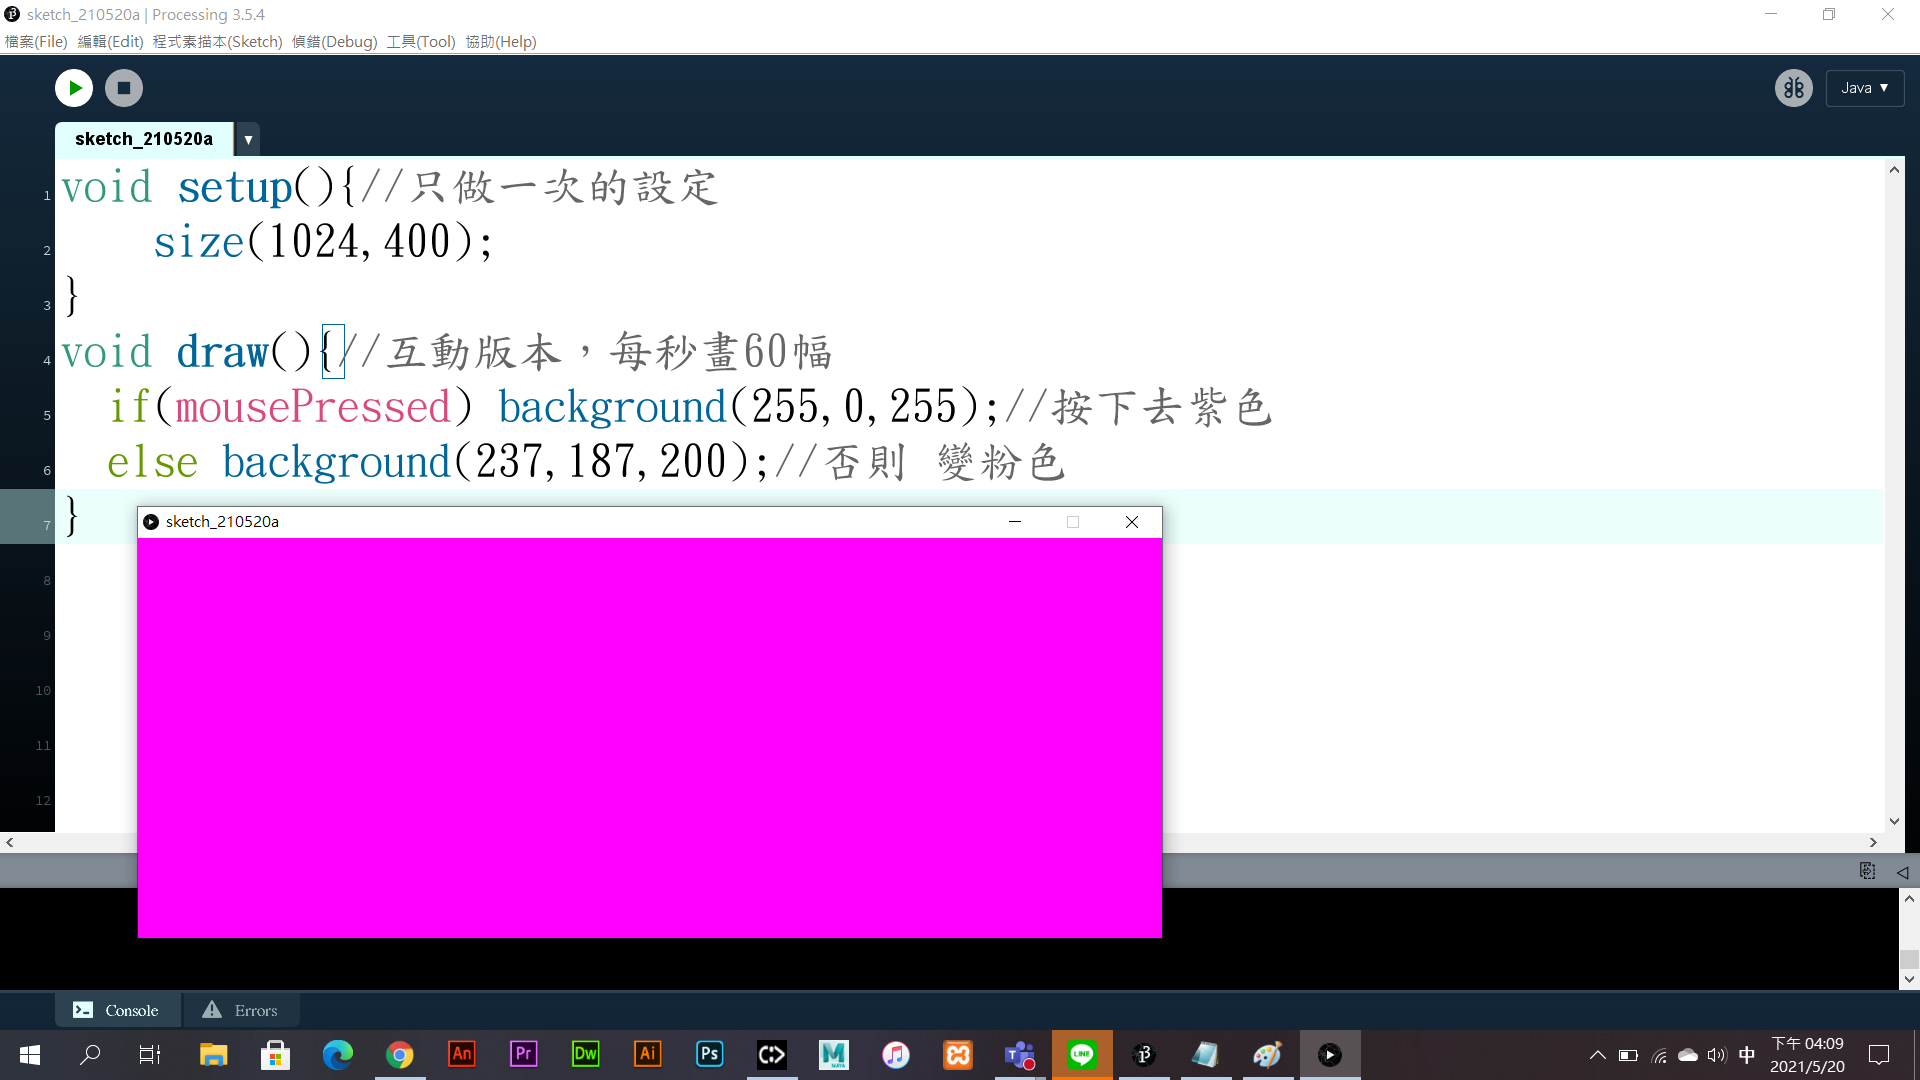 sketch_210520a | Processing 3.5.4
檔案(File) 編輯(Edit) 程式素描本(Sketch) 偵錯(Debug) 工具(Tool) 協助(Help)
Java ▼
sketch_210520a ▼
1 void setup(){//只做一次的設定
2 size(1024,400);
3 }
4 void draw(){//互動版本，每秒畫60幅
5 if(mousePressed) background(255,0,255);//按下去紫色
6 else background(237,187,200);//否則 變粉色
7 }
sketch_210520a
8
9
10
11
12
Console Errors
An Pr Dw Ai Ps MAYA LINE
中
下午 04:09
2021/5/20